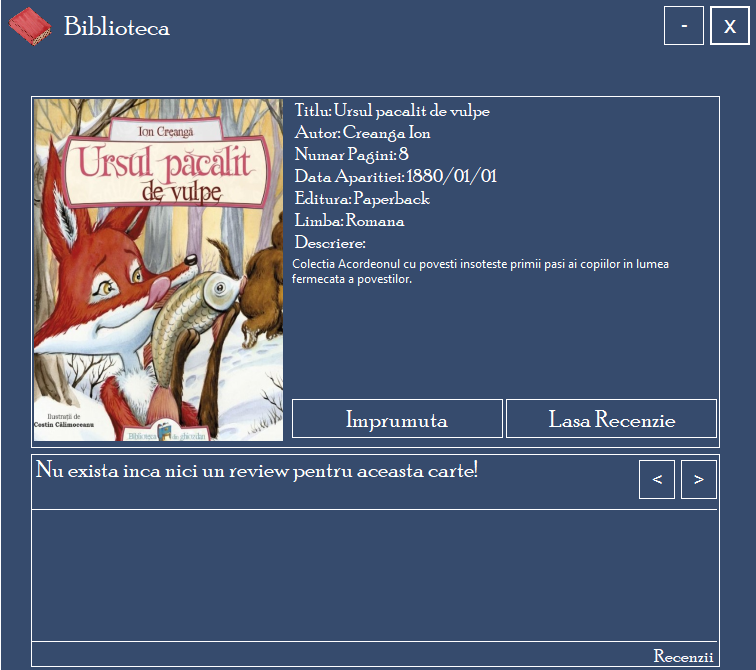 Biblioteca
-
X
Ion Creangă
Ursul păcălit
de vulpe
Ilustrații de
Costin Călimoceanu
Biblioteca din ghiozdan
Titlu: Ursul pacalit de vulpe
Autor: Creanga Ion
Numar Pagini: 8
Data Aparitiei: 1880/01/01
Editura: Paperback
Limba: Romana
Descriere:
Colectia Acordeonul cu povesti insoteste primii pasi ai copiilor in lumea
fermecata a povestilor.
Imprumuta
Lasa Recenzie
Nu exista inca nici un review pentru aceasta carte!
<
>
Recenzii